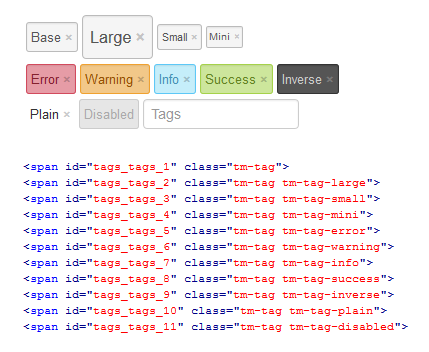 Base × Large × Small × Mini ×
Error × Warning × Info × Success × Inverse ×
Plain × Disabled Tags
<span id="tags_tags_1" class="tm-tag">
<span id="tags_tags_2" class="tm-tag tm-tag-large">
<span id="tags_tags_3" class="tm-tag tm-tag-small">
<span id="tags_tags_4" class="tm-tag tm-tag-mini">
<span id="tags_tags_5" class="tm-tag tm-tag-error">
<span id="tags_tags_6" class="tm-tag tm-tag-warning">
<span id="tags_tags_7" class="tm-tag tm-tag-info">
<span id="tags_tags_8" class="tm-tag tm-tag-success">
<span id="tags_tags_9" class="tm-tag tm-tag-inverse">
<span id="tags_tags_10" class="tm-tag tm-tag-plain">
<span id="tags_tags_11" class="tm-tag tm-tag-disabled">